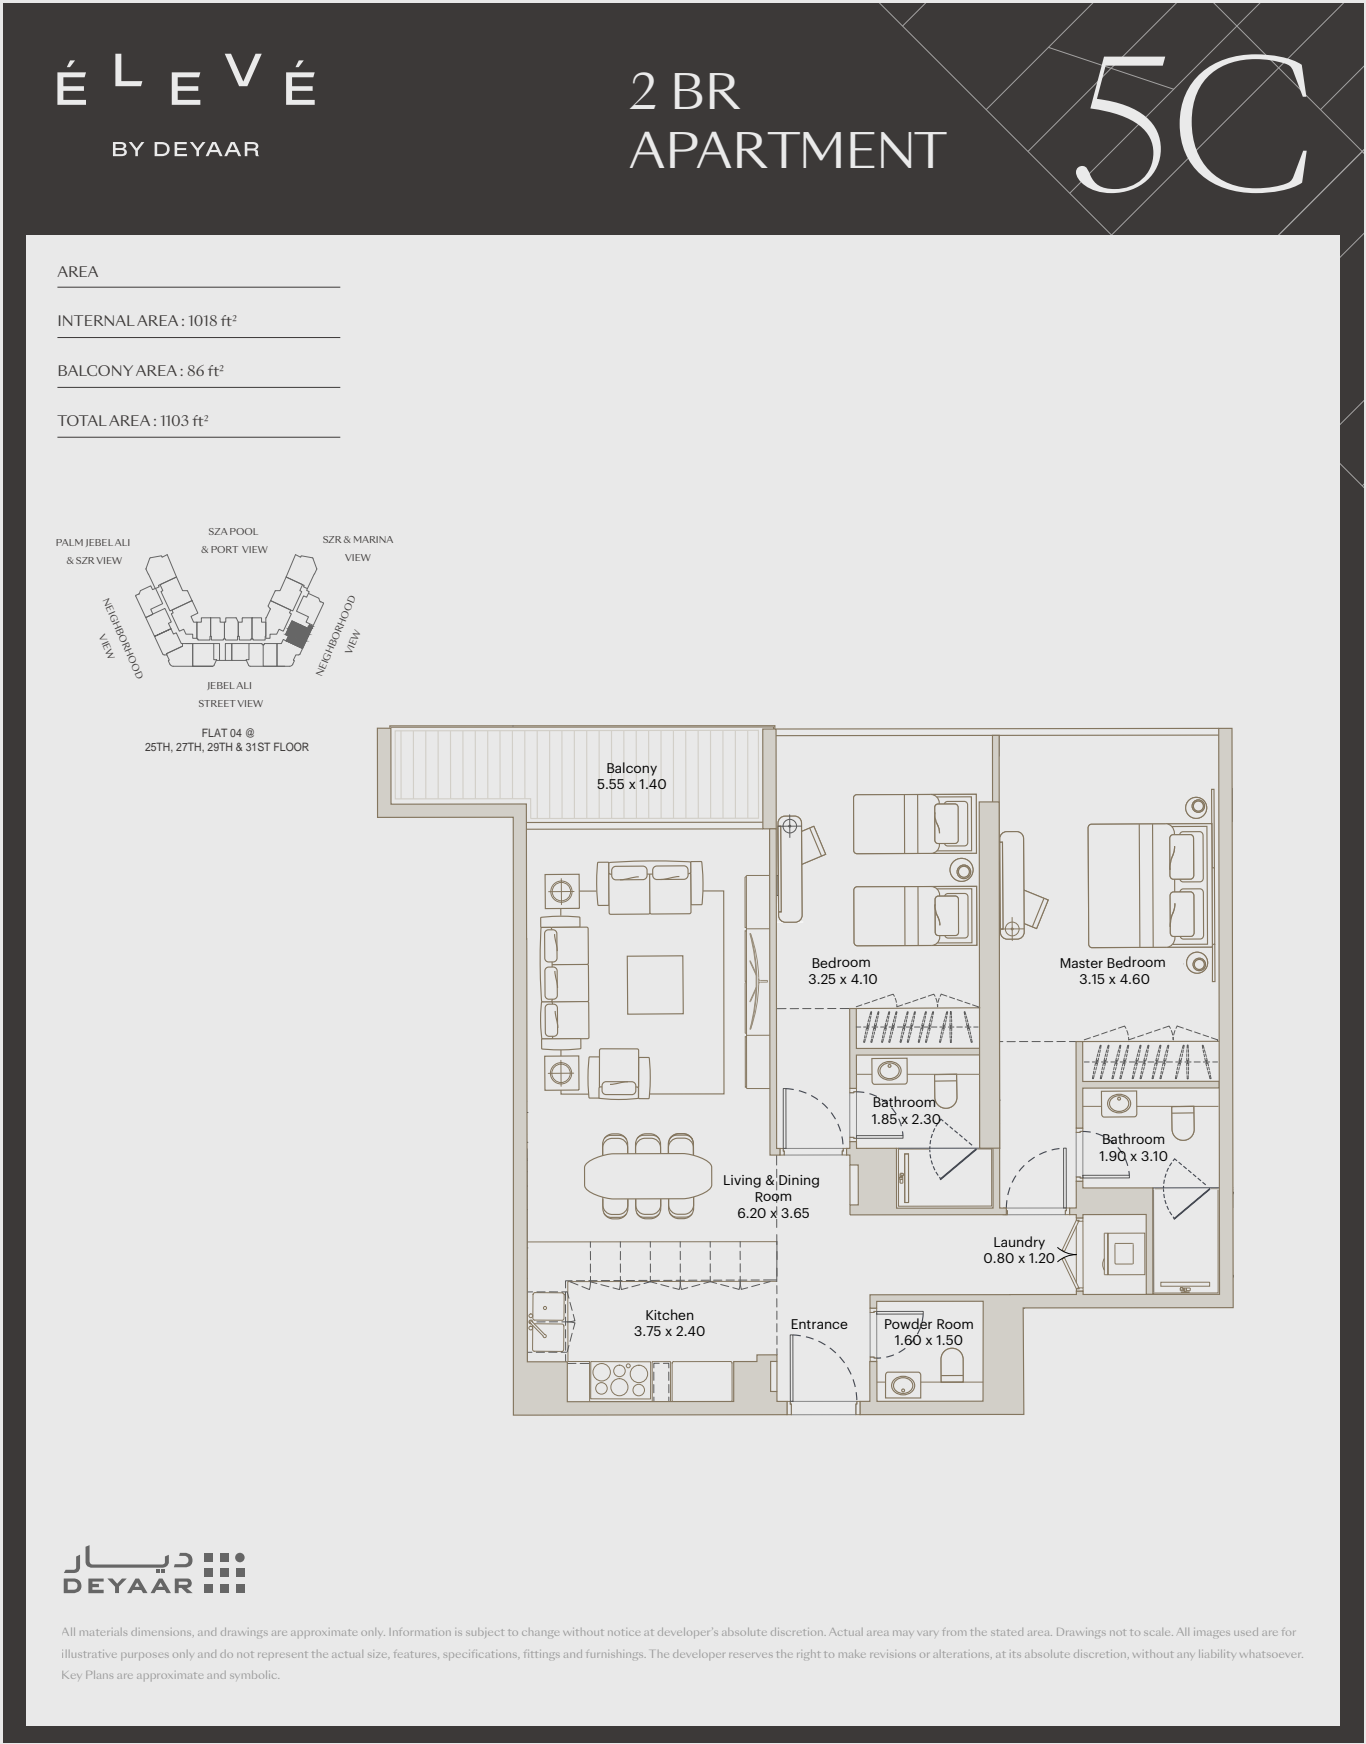 ÉLEVÉ
BY DEYAAR
2 BR
APARTMENT
5C
AREA
INTERNAL AREA : 1018 ft²
BALCONY AREA : 86 ft²
TOTAL AREA : 1103 ft²
PALM JEBEL ALI
& SZR VIEW
SZA POOL
& PORT VIEW
SZR & MARINA
VIEW
NEIGHBORHOOD
VIEW
NEIGHBORHOOD
VIEW
JEBEL ALI
STREET VIEW
FLAT 04 @
25TH, 27TH, 29TH & 31ST FLOOR
Balcony
5.55 x 1.40
Bedroom
3.25 x 4.10
Master Bedroom
3.15 x 4.60
Bathroom
1.85 x 2.30
Bathroom
1.90 x 3.10
Living & Dining
Room
6.20 x 3.65
Laundry
0.80 x 1.20
Kitchen
3.75 x 2.40
Entrance
Powder Room
1.60 x 1.50
ديار
DEYAAR
All materials dimensions, and drawings are approximate only. Information is subject to change without notice at developer's absolute discretion. Actual area may vary from the stated area. Drawings not to scale. All images used are for
illustrative purposes only and do not represent the actual size, features, specifications, fittings and furnishings. The developer reserves the right to make revisions or alterations, at its absolute discretion, without any liability whatsoever.
Key Plans are approximate and symbolic.